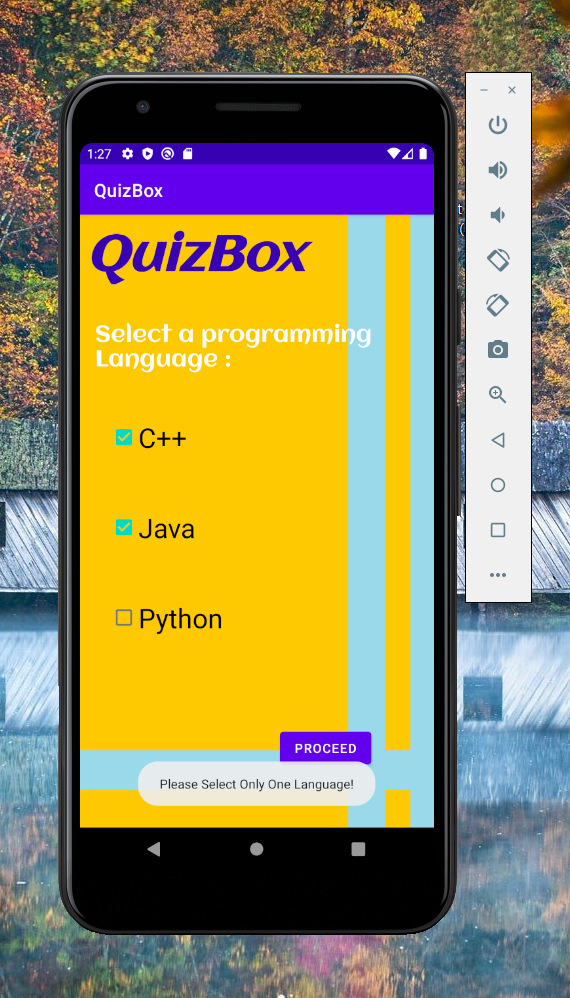 1:27
QuizBox
QuizBox
Select a programming
Language :
C++
Java
Python
PROCEED
Please Select Only One Language!
t
(